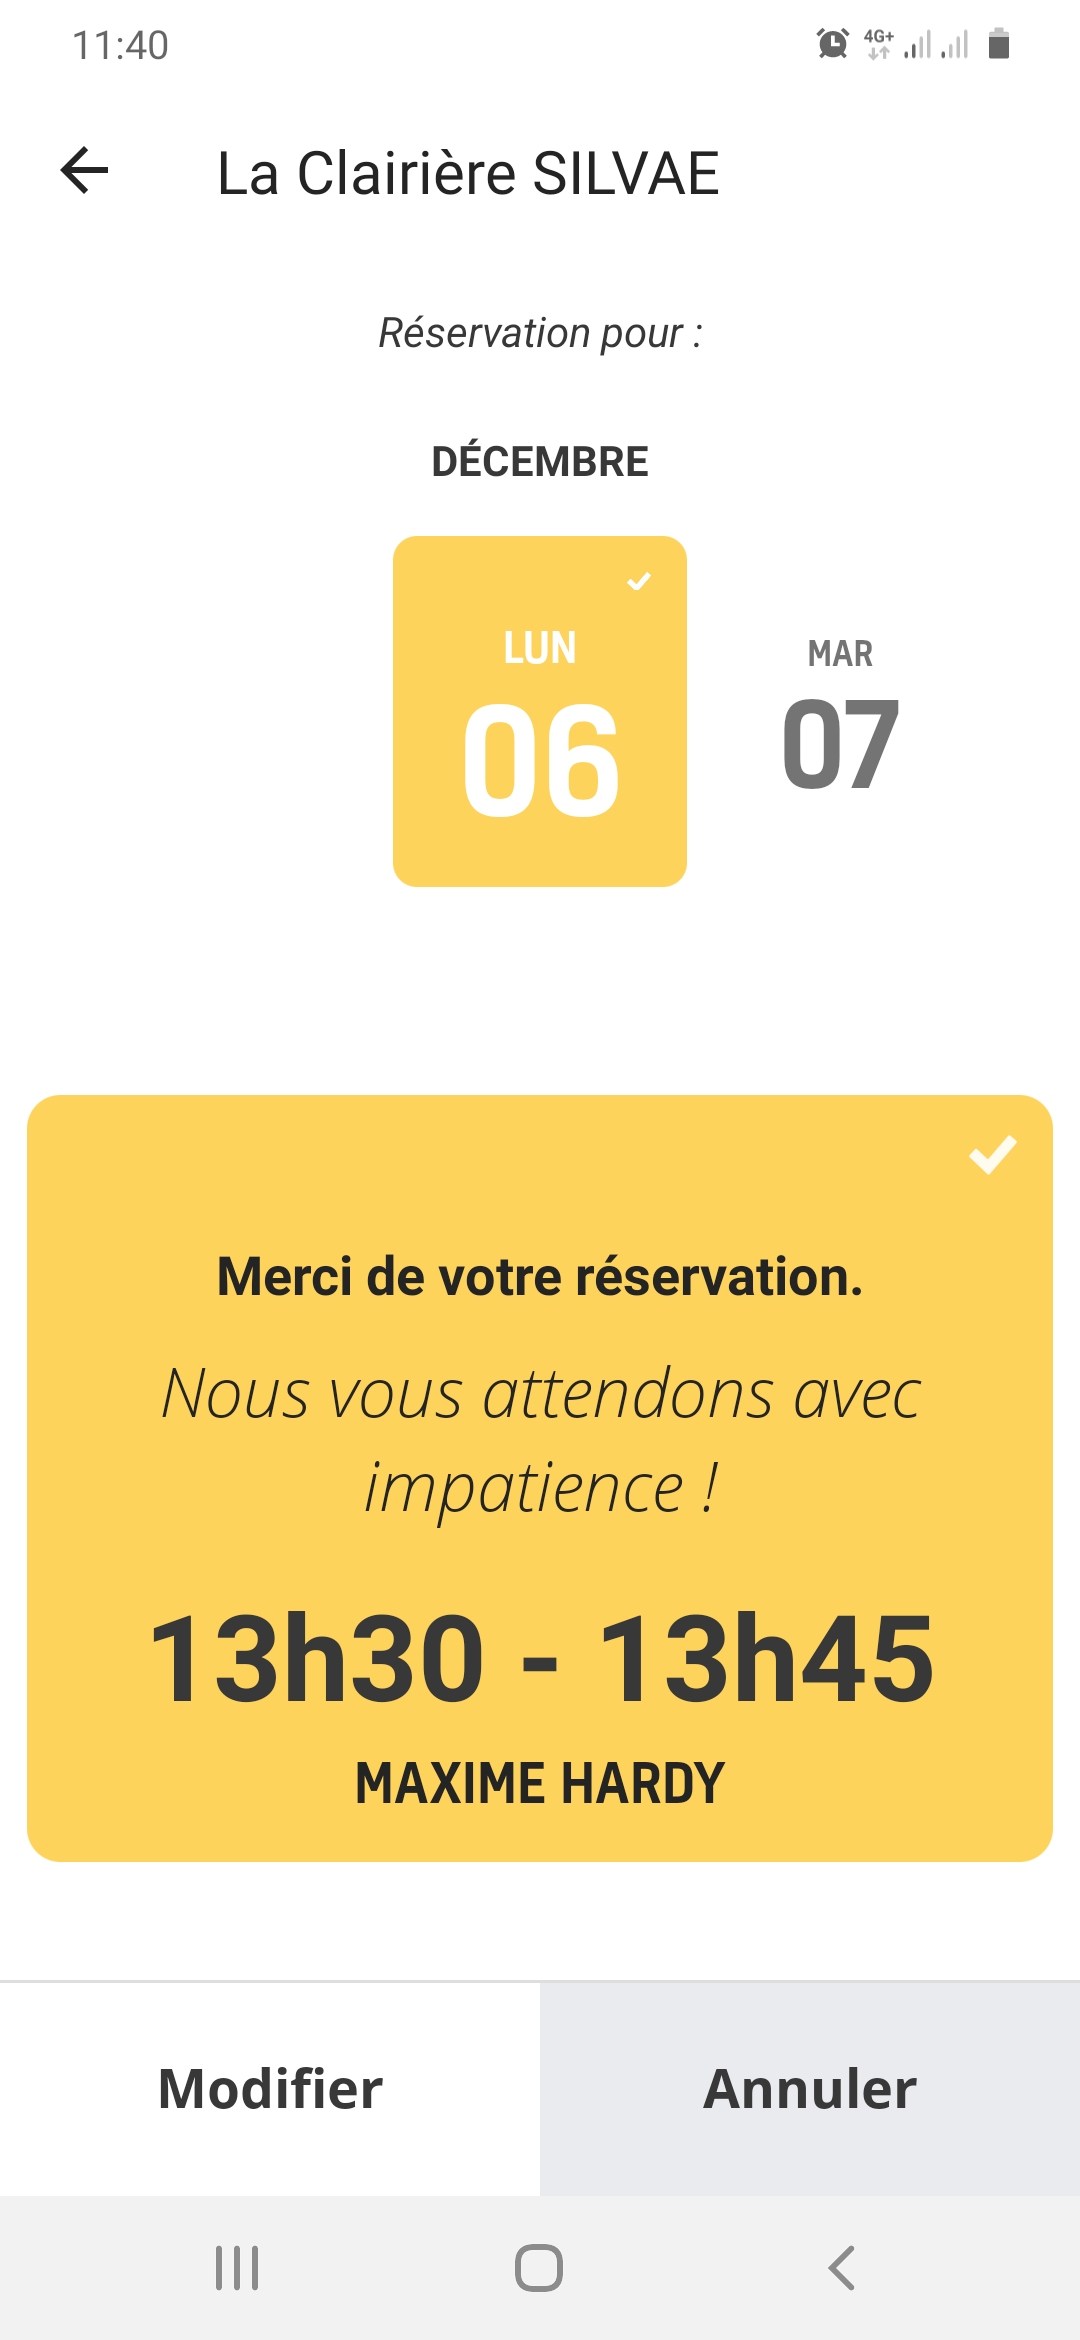 11:40
4G+
La Clairière SILVAE
Réservation pour :
DÉCEMBRE
LUN
06
MAR
07
Merci de votre réservation.
Nous vous attendons avec
impatience !
13h30 - 13h45
MAXIME HARDY
Modifier
Annuler